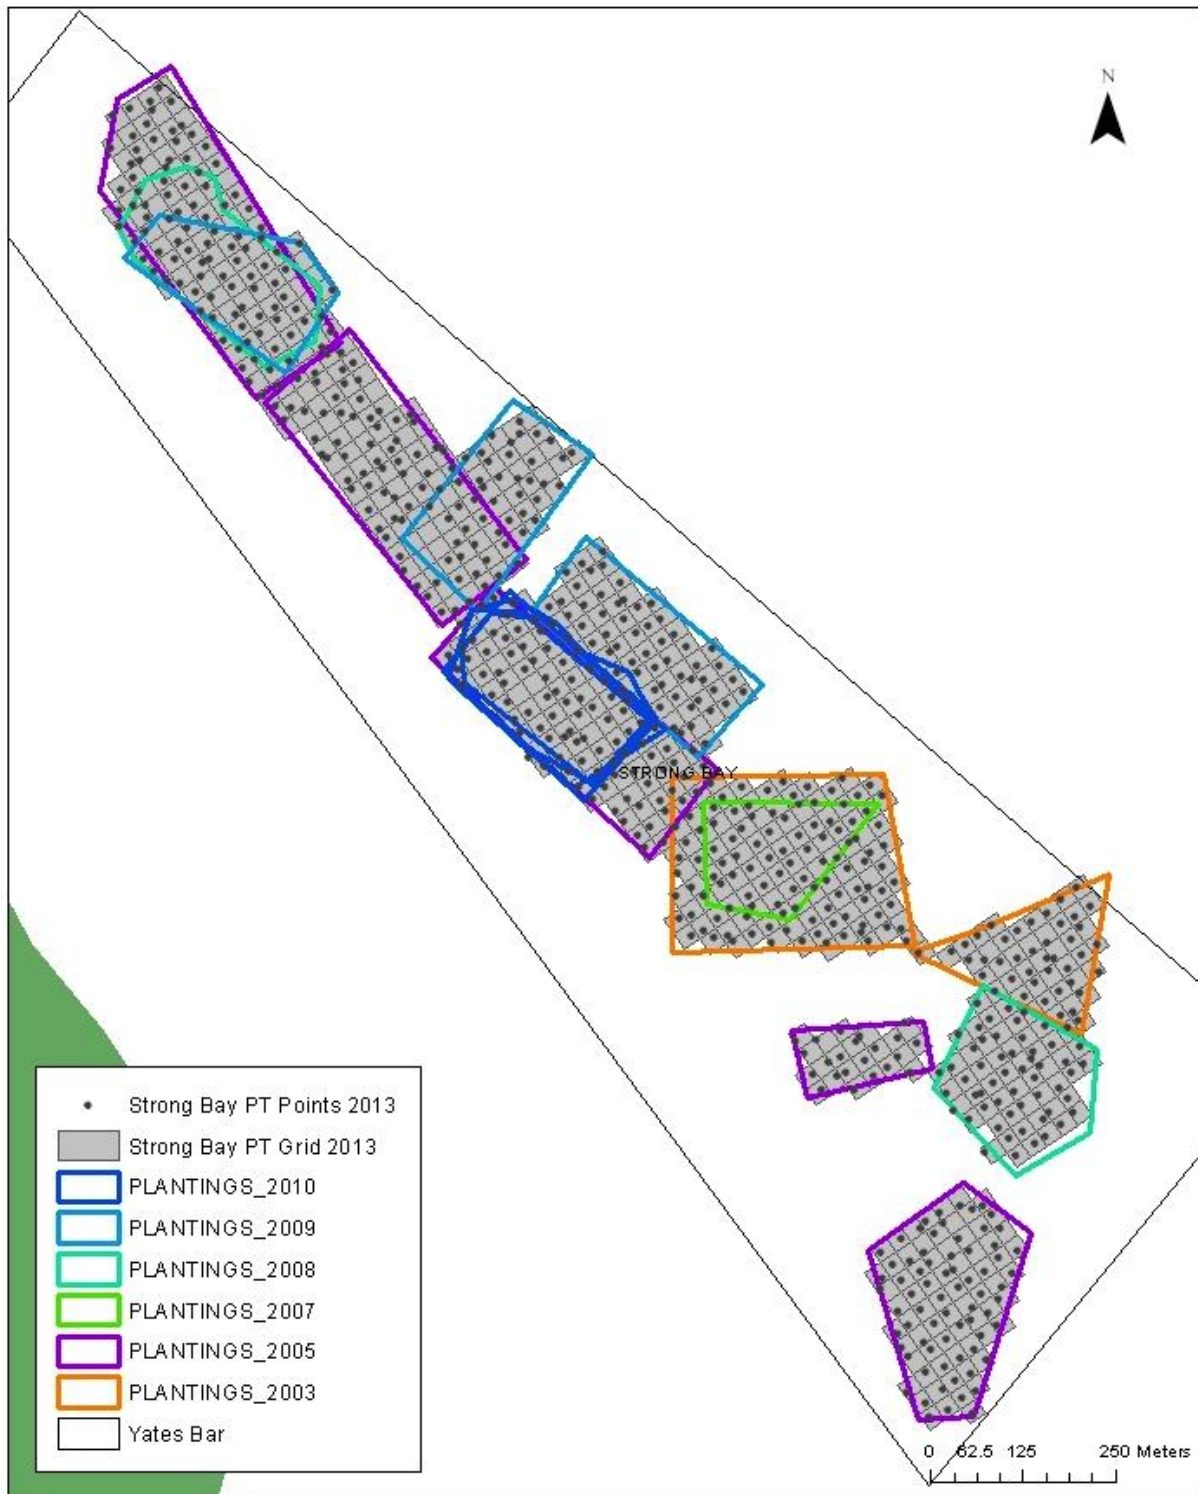 N
STRONG BAY
Strong Bay PT Points 2013
Strong Bay PT Grid 2013
PLANTINGS_2010
PLANTINGS_2009
PLANTINGS_2008
PLANTINGS_2007
PLANTINGS_2005
PLANTINGS_2003
Yates Bar
0 62.5 125 250 Meters